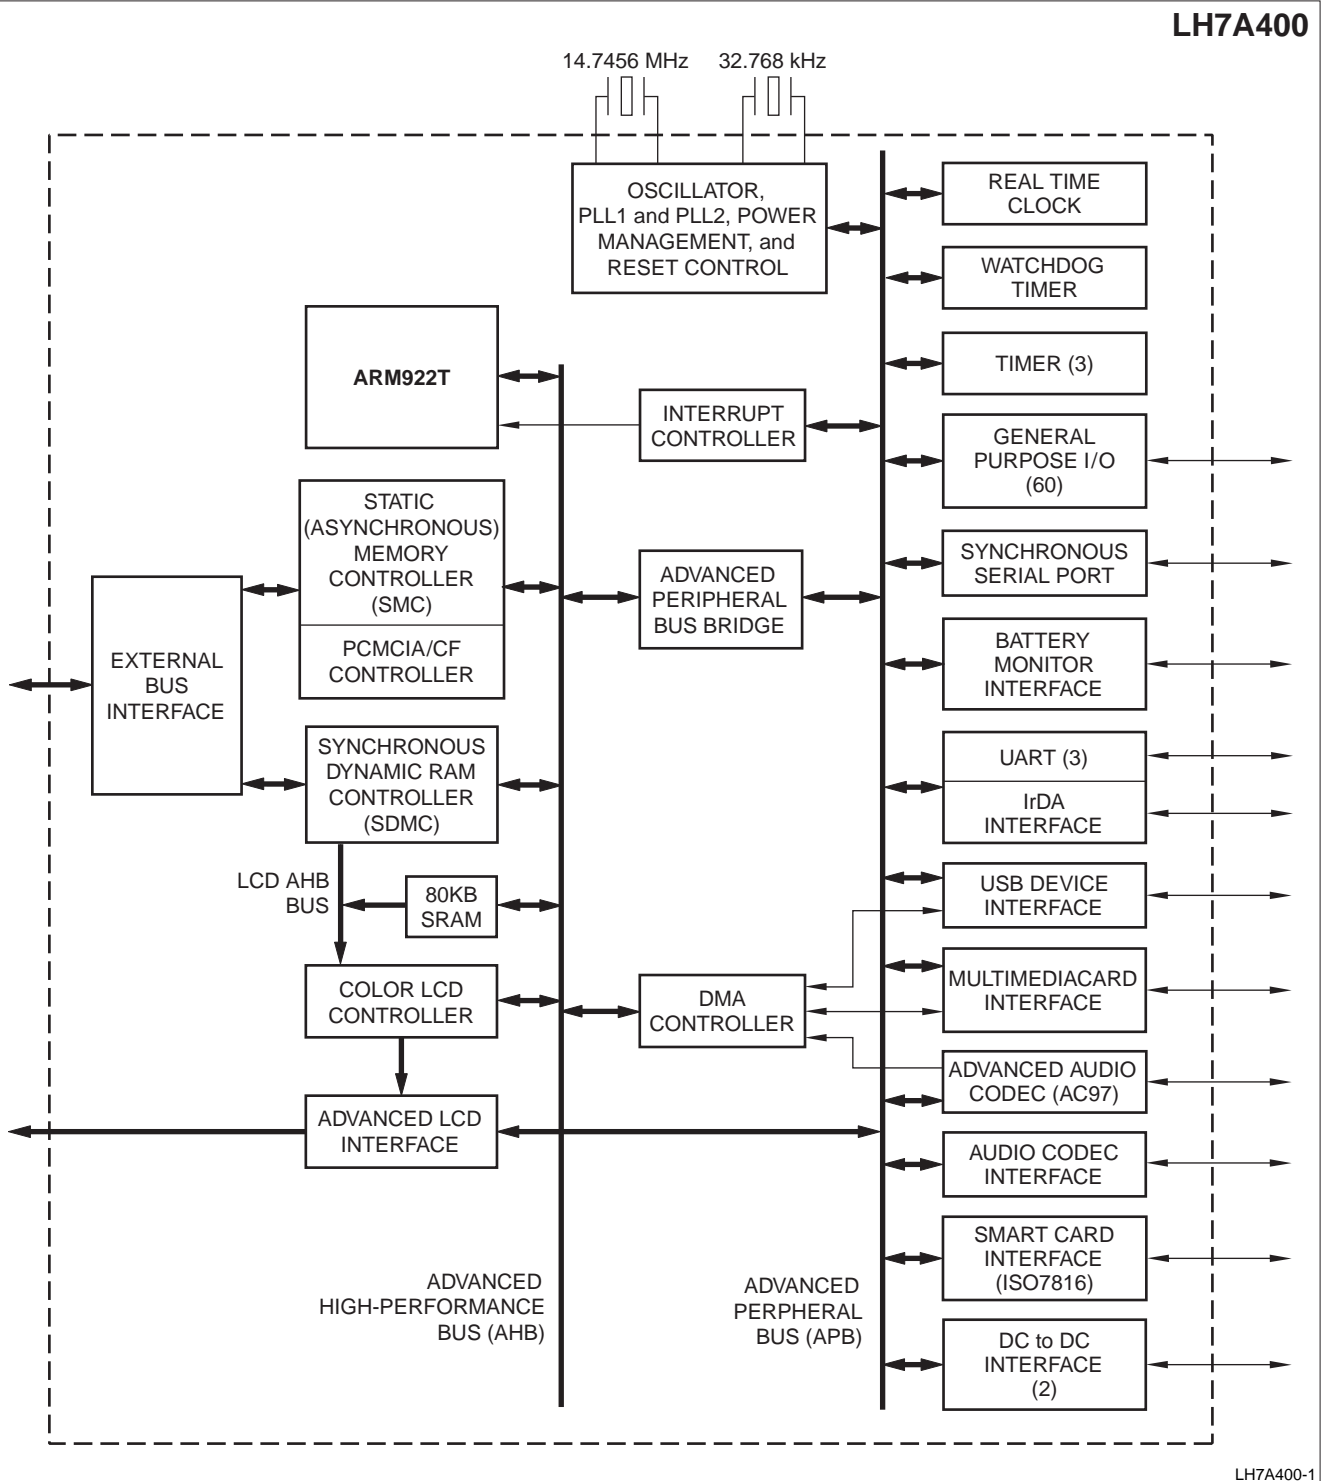 LH7A400
14.7456 MHz
32.768 kHz
OSCILLATOR,
PLL1 and PLL2, POWER
MANAGEMENT, and
RESET CONTROL
REAL TIME
CLOCK
WATCHDOG
TIMER
TIMER (3)
ARM922T
INTERRUPT
CONTROLLER
GENERAL
PURPOSE I/O
(60)
STATIC
(ASYNCHRONOUS)
MEMORY
CONTROLLER
(SMC)
PCMCIA/CF
CONTROLLER
ADVANCED
PERIPHERAL
BUS BRIDGE
SYNCHRONOUS
SERIAL PORT
BATTERY
MONITOR
INTERFACE
EXTERNAL
BUS
INTERFACE
SYNCHRONOUS
DYNAMIC RAM
CONTROLLER
(SDMC)
UART (3)
IrDA
INTERFACE
LCD AHB
BUS
80KB
SRAM
USB DEVICE
INTERFACE
COLOR LCD
CONTROLLER
DMA
CONTROLLER
MULTIMEDIACARD
INTERFACE
ADVANCED AUDIO
CODEC (AC97)
ADVANCED LCD
INTERFACE
AUDIO CODEC
INTERFACE
SMART CARD
INTERFACE
(ISO7816)
ADVANCED
HIGH-PERFORMANCE
BUS (AHB)
ADVANCED
PERPHERAL
BUS (APB)
DC to DC
INTERFACE
(2)
LH7A400-1